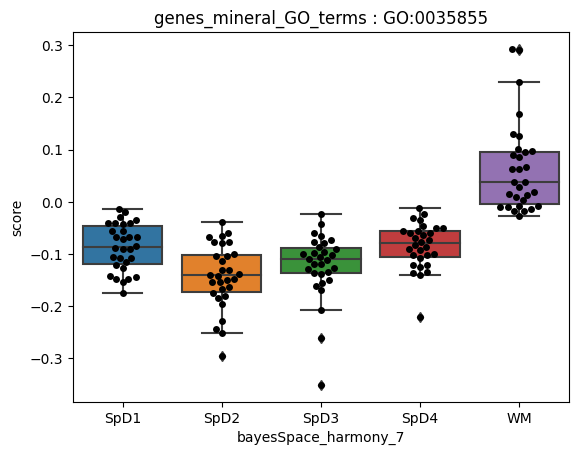 genes_mineral_GO_terms : GO:0035855
score
0.3
0.2
0.1
0.0
−0.1
−0.2
−0.3
SpD1 SpD2 SpD3 SpD4 WM
bayesSpace_harmony_7